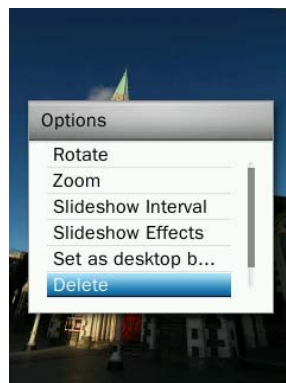 Options
Rotate
Zoom
Slideshow Interval
Slideshow Effects
Set as desktop b...
Delete